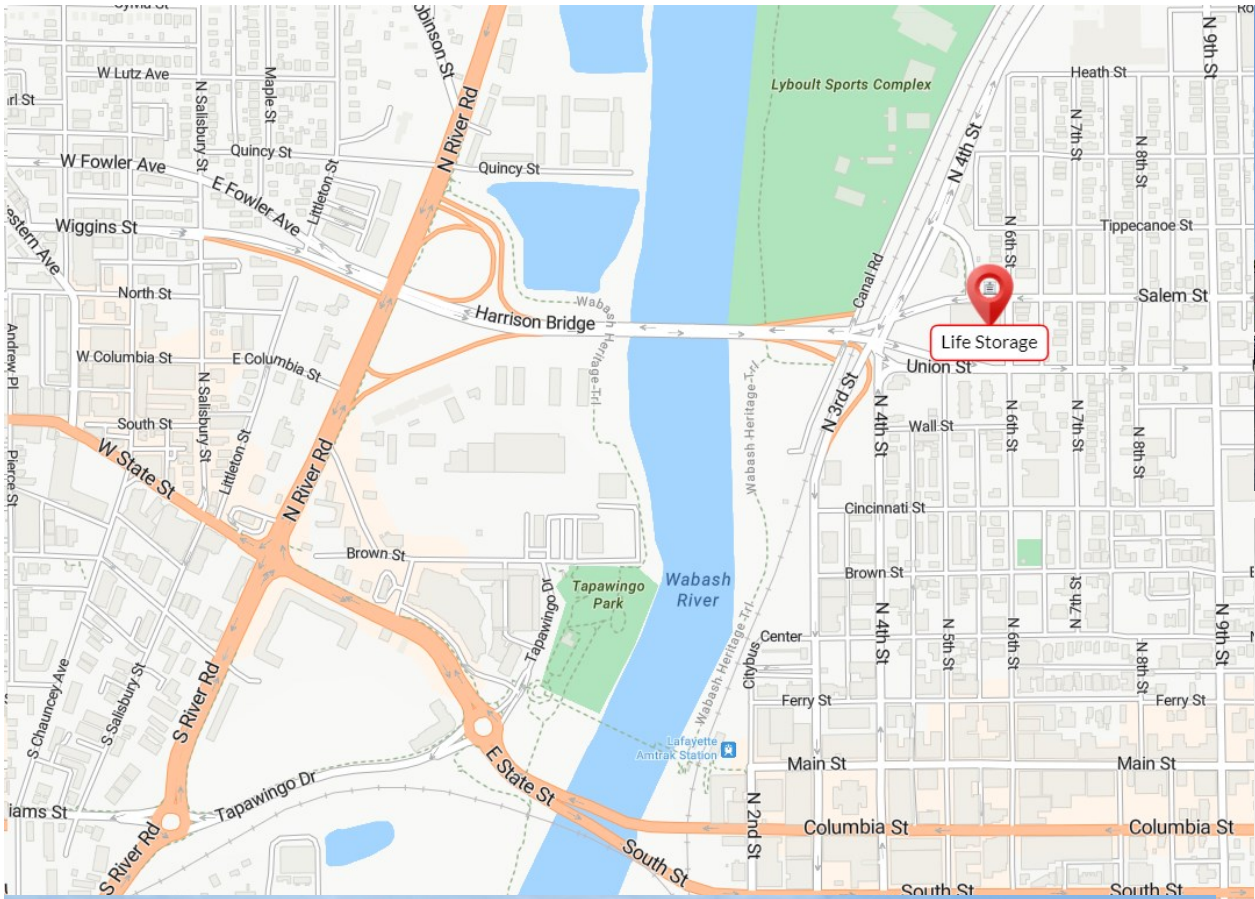 W Lutz Ave
Maple St
N Salisbury St
N River Rd
Lyboult Sports Complex
Heath St
N 9th St
N 4th St
N 7th St
N 8th St
Quincy St
Quincy St
W Fowler Ave
E Fowler Ave
Littleton St
Wiggins St
Tippecanoe St
N 6th St
Canal Rd
North St
Salem St
Wabash Heritage Trl
Harrison Bridge
Life Storage
Andrew Pl
W Columbia St
E Columbia St
Union St
N Salisbury St
N 3rd St
Wabash Heritage Trl
South St
Wall St
N 4th St
N 6th St
N 7th St
N 8th St
W State St
Littleton St
N River Rd
Pierce St
Cincinnati St
Brown St
Tapawingo
Park
Wabash
River
Brown St
N 7th St
Tapawingo Dr
Citybus Center
N 4th St
N 5th St
N 6th St
N 8th St
N 9th St
Wabash Heritage Trl
S Chauncey Ave
S Salisbury St
S River Rd
Ferry St
Ferry St
Lafayette
Amtrak Station
E State St
Main St
Main St
Tapawingo Dr
iams St
N 2nd St
Columbia St
Columbia St
S River Rd
South St
South St
South St